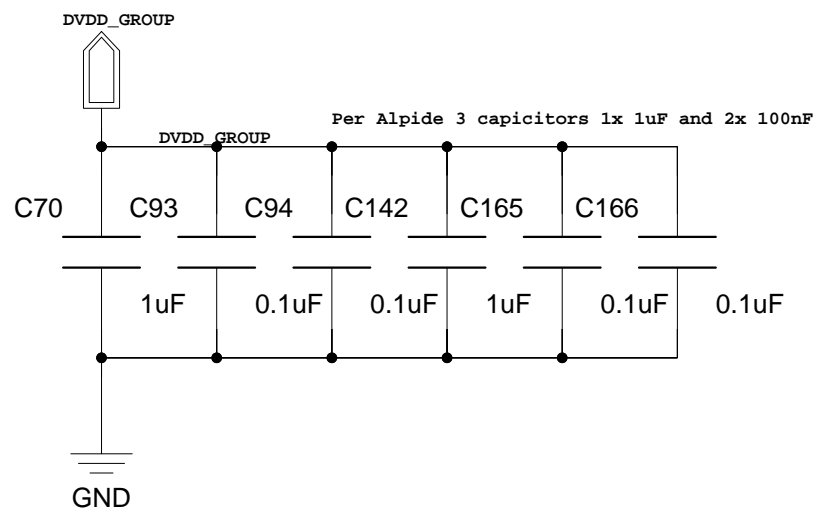 DVDD_GROUP
Per Alpide 3 capicitors 1x 1uF and 2x 100nF
DVDD_GROUP
C70 C93 C94 C142 C165 C166
1uF 0.1uF 0.1uF 1uF 0.1uF 0.1uF
GND